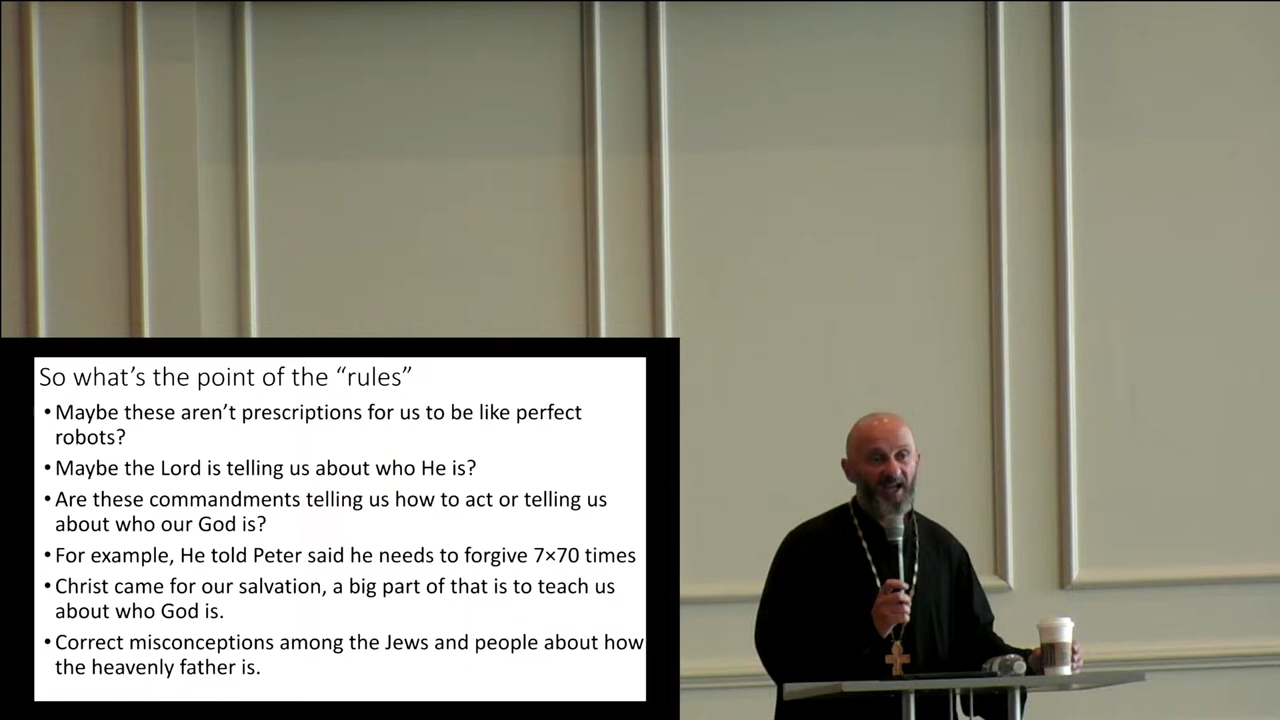 So what’s the point of the “rules”
• Maybe these aren’t prescriptions for us to be like perfect
robots?
• Maybe the Lord is telling us about who He is?
• Are these commandments telling us how to act or telling us
about who our God is?
• For example, He told Peter said he needs to forgive 7×70 times
• Christ came for our salvation, a big part of that is to teach us
about who God is.
• Correct misconceptions among the Jews and people about how
the heavenly father is.